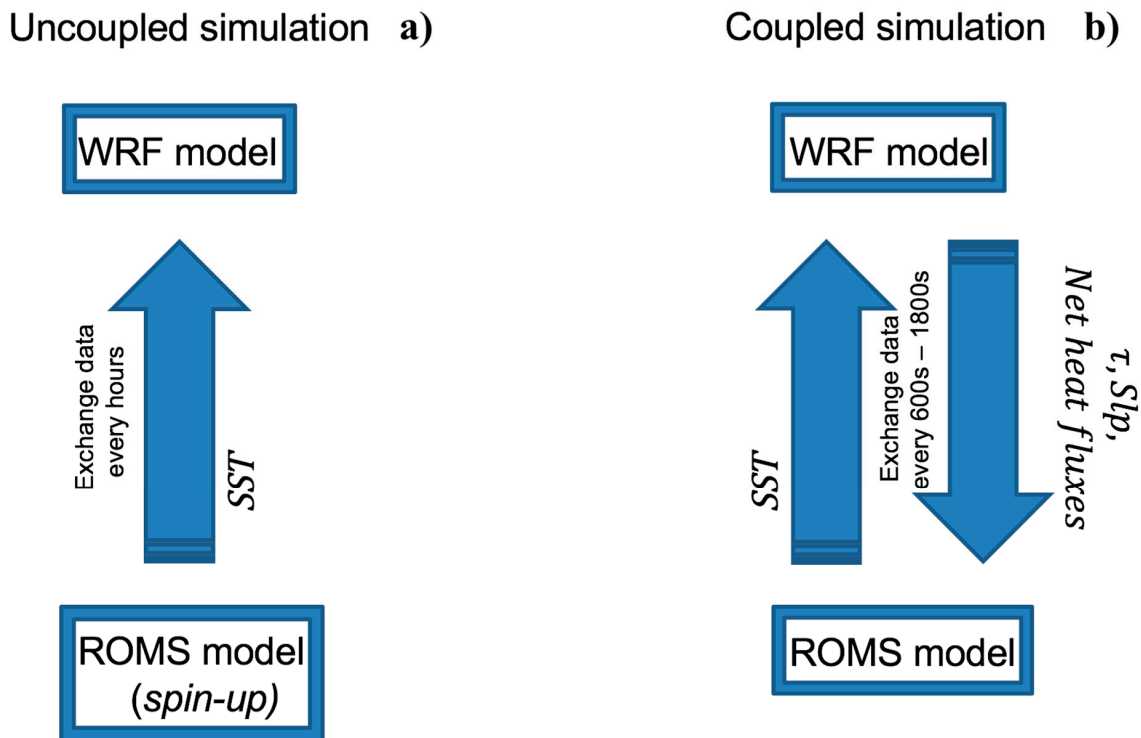 Uncoupled simulation a)
WRF model
Exchange data
every hours
SST
ROMS model
(spin-up)
Coupled simulation b)
WRF model
SST
Exchange data
every 600s – 1800s
τ, Slp,
Net heat fluxes
ROMS model